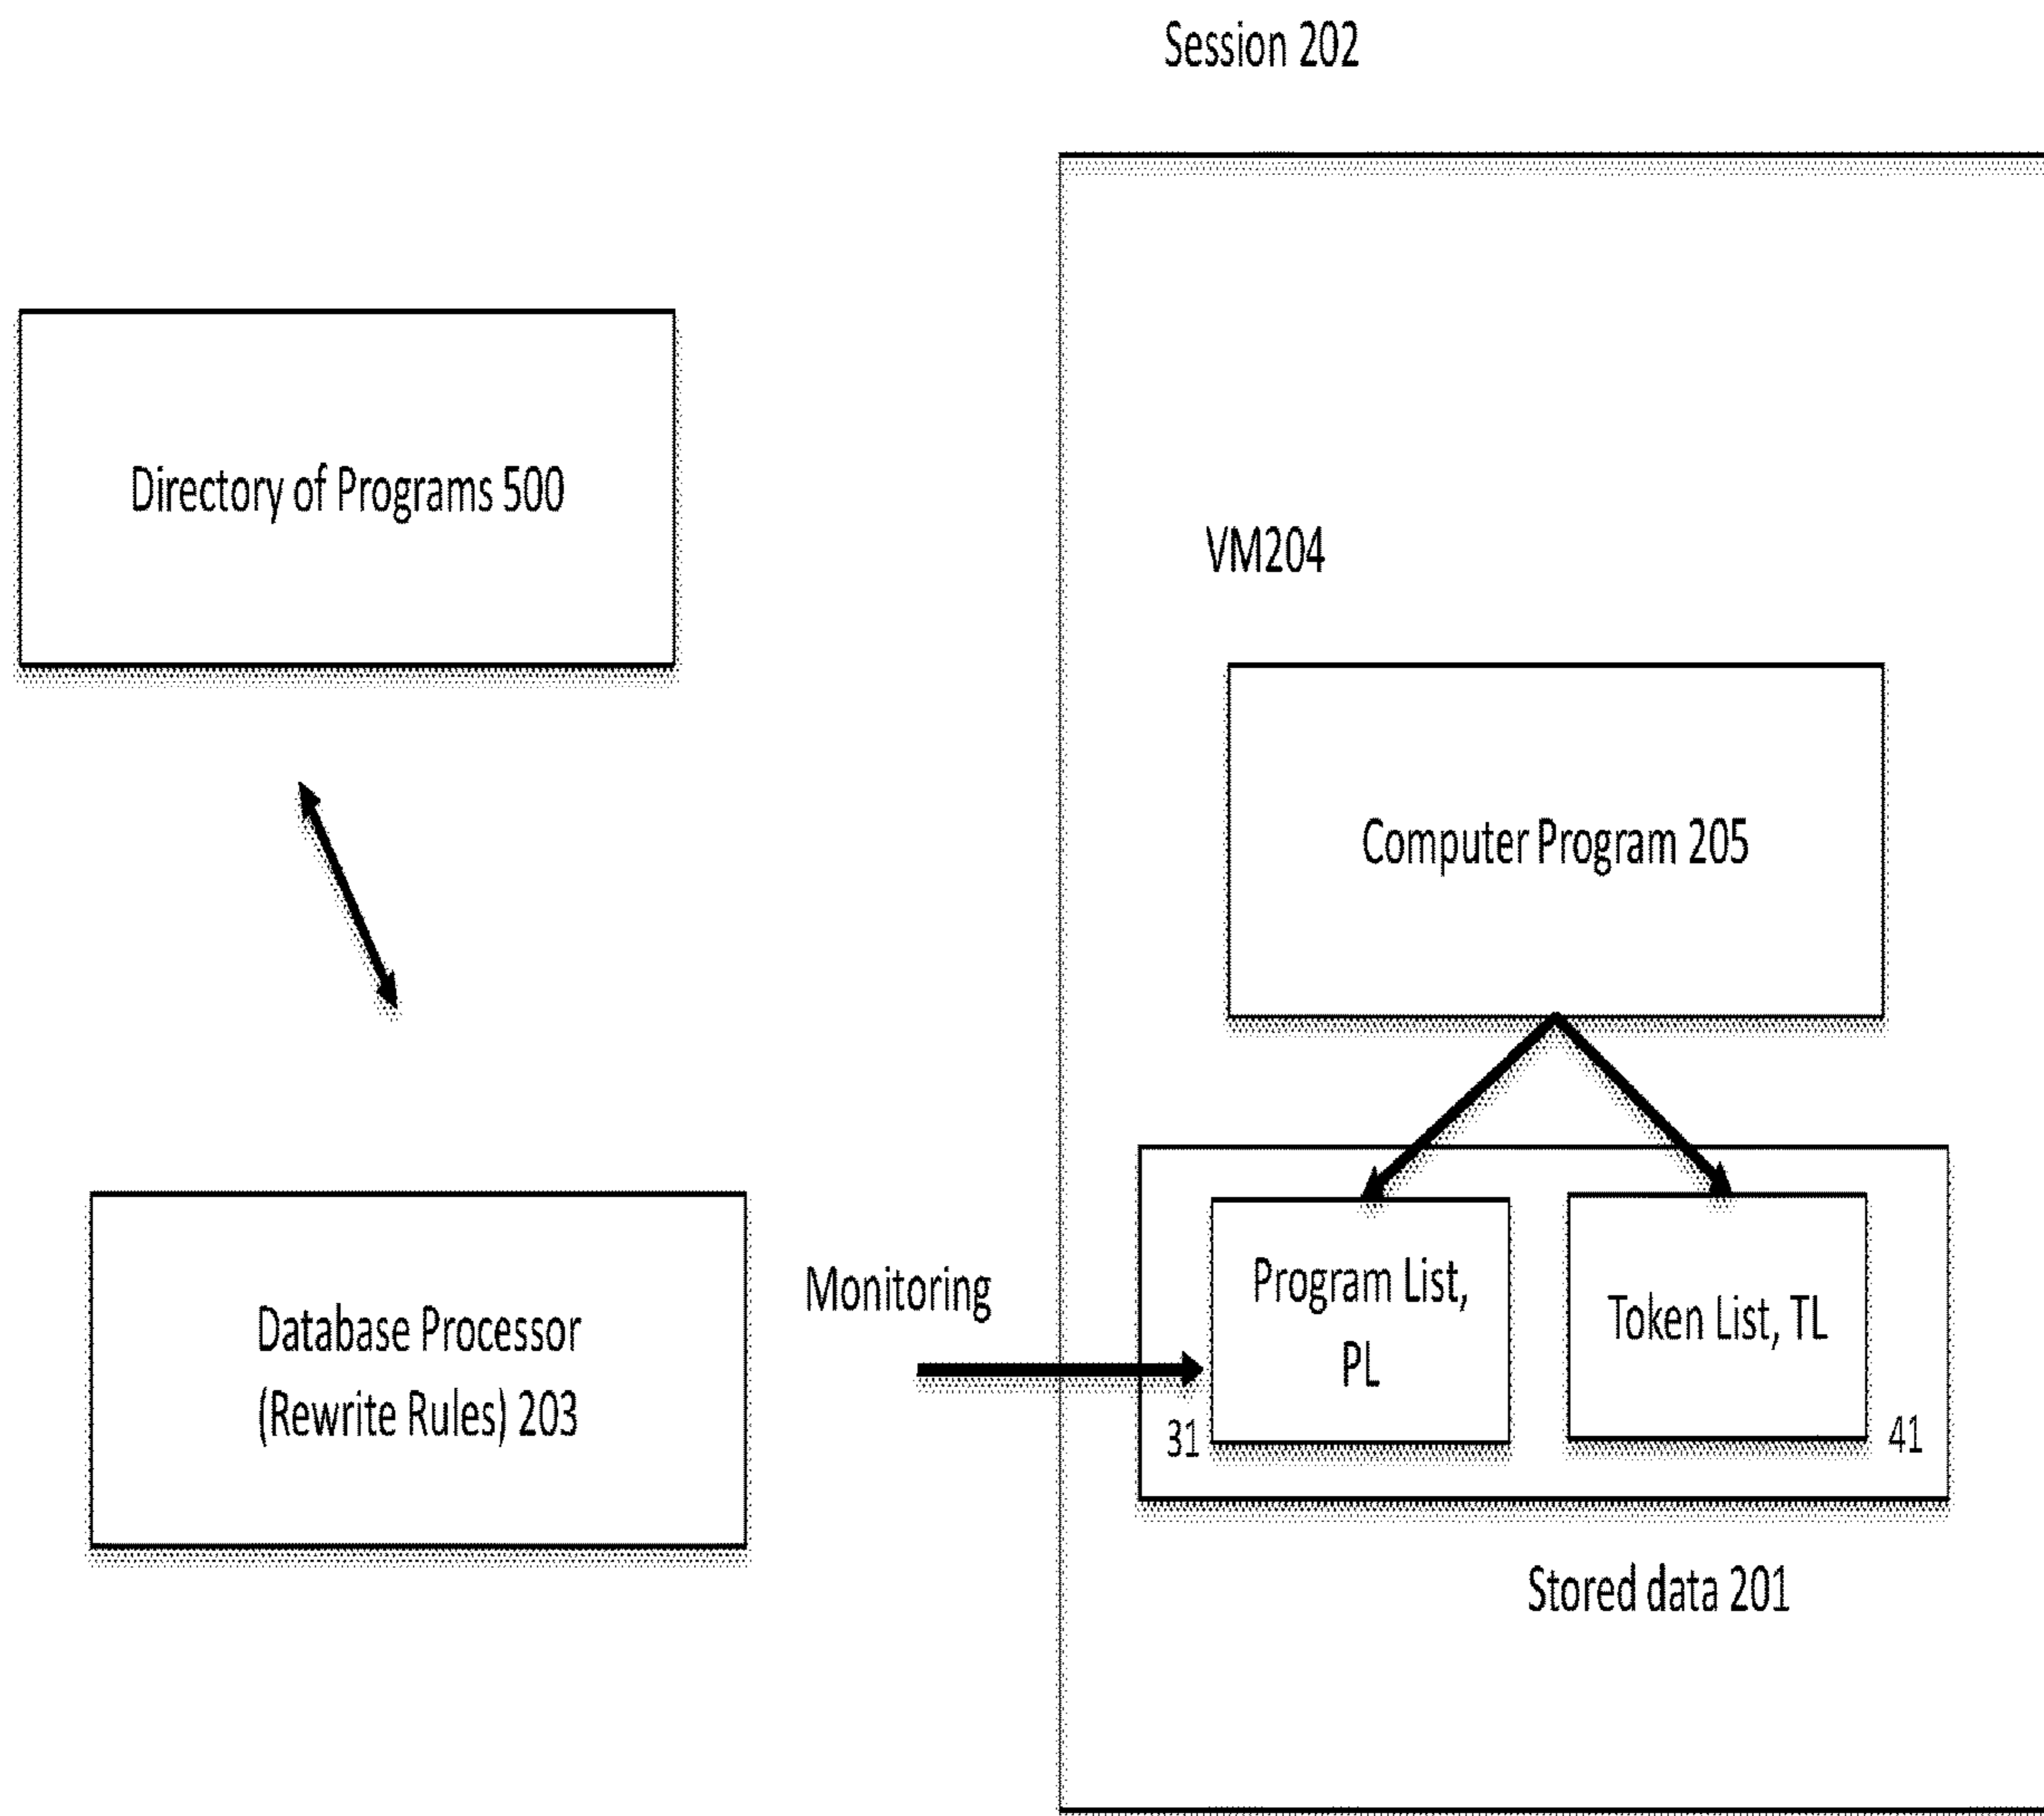 Session 202
Directory of Programs 500
VM204
Computer Program 205
Database Processor
(Rewrite Rules) 203
Monitoring
Program List,
PL
31
Token List, TL
41
Stored data 201